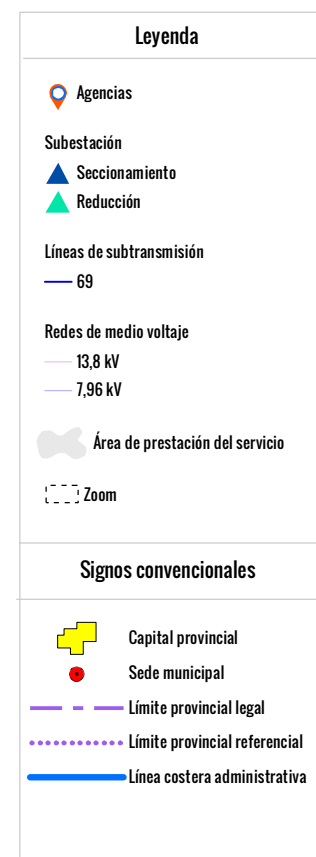 Leyenda
Agencias
Subestación
Seccionamiento
Reducción
Líneas de subtransmisión
69
Redes de medio voltaje
13,8 kV
7,96 kV
Área de prestación del servicio
Zoom
Signos convencionales
Capital provincial
Sede municipal
Límite provincial legal
Límite provincial referencial
Línea costera administrativa